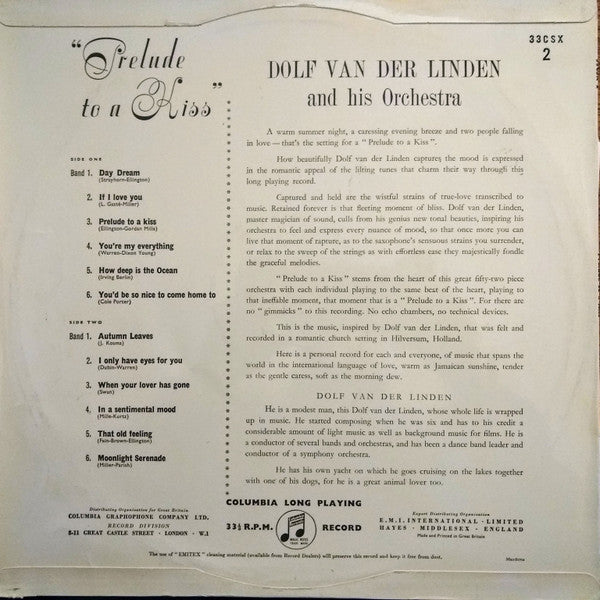 33CSX
2
"Prelude
to a Kiss"
DOLF VAN DER LINDEN
and his Orchestra
SIDE ONE
Band 1. Day Dream
(Strayhorn-Ellington)
2. If I love you
(L. Gusté-Miller)
3. Prelude to a kiss
(Ellington-Gordon Mills)
4. You're my everything
(Warren-Dixon Young)
5. How deep is the Ocean
(Irving Berlin)
6. You'd be so nice to come home to
(Cole Porter)
SIDE TWO
Band 1. Autumn Leaves
(J. Kosma)
2. I only have eyes for you
(Dubin-Warren)
3. When your lover has gone
(Swan)
4. In a sentimental mood
(Mills-Kurtz)
5. That old feeling
(Fain-Brown-Ellington)
6. Moonlight Serenade
(Miller-Parish)
A warm summer night, a caressing evening breeze and two people falling
in love — that's the setting for a " Prelude to a Kiss ".
How beautifully Dolf van der Linden captures the mood is expressed
in the romantic appeal of the lilting tunes that charm their way through this
long playing record.
Captured and held are the wistful strains of true-love transcribed to
music. Retained forever is that fleeting moment of bliss. Dolf van der Linden,
pastor magician of sound, calls from his genius new tonal beauties, inspiring his
orchestra to feel and express every nuance of mood, so that once more you can
live that moment of rapture, as to the saxophone's sensuous strains you surrender,
or relax to the sweep of the strings as with effortless ease they majestically fondle
the graceful melodies.
" Prelude to a Kiss " stems from the heart of this great fifty-two piece
orchestra with each individual playing to the same beat of the heart, playing to
that ineffable moment, that moment that is a " Prelude to a Kiss ". For there are
no " gimmicks " to this recording. No echo chambers, no technical devices.
This is the music, inspired by Dolf van der Linden, that was felt and
recorded in a romantic church setting in Hilversum, Holland.
Here is a personal record for each and everyone, of music that spans the
world in the international language of love, warm as Jamaican sunshine, tender
as the gentle caress, soft as the morning dew.
DOLF VAN DER LINDEN
He is a modest man, this Dolf van der Linden, whose whole life is wrapped
up in music. He started composing when he was six and has to his credit a
considerable amount of light music as well as background music for films. He is
a conductor of several bands and orchestras, and has been a dance band leader and
conductor of a symphony orchestra.
He has his own yacht on which he goes cruising on the lakes together
with one of his dogs, for he is a great animal lover too.
COLUMBIA LONG PLAYING
33⅓ R.P.M. RECORD
Distributing Organisation for Great Britain
COLUMBIA GRAPHOPHONE COMPANY LTD.
RECORD DIVISION
8-11 GREAT CASTLE STREET · LONDON · W.1
Export Distributing Organisation
E.M.I. INTERNATIONAL · LIMITED
HAYES · MIDDLESEX · ENGLAND
Made and Printed in Great Britain
The use of "EMITEX" cleaning material (available from Record Dealers) will preserve this record and keep it free from dust.